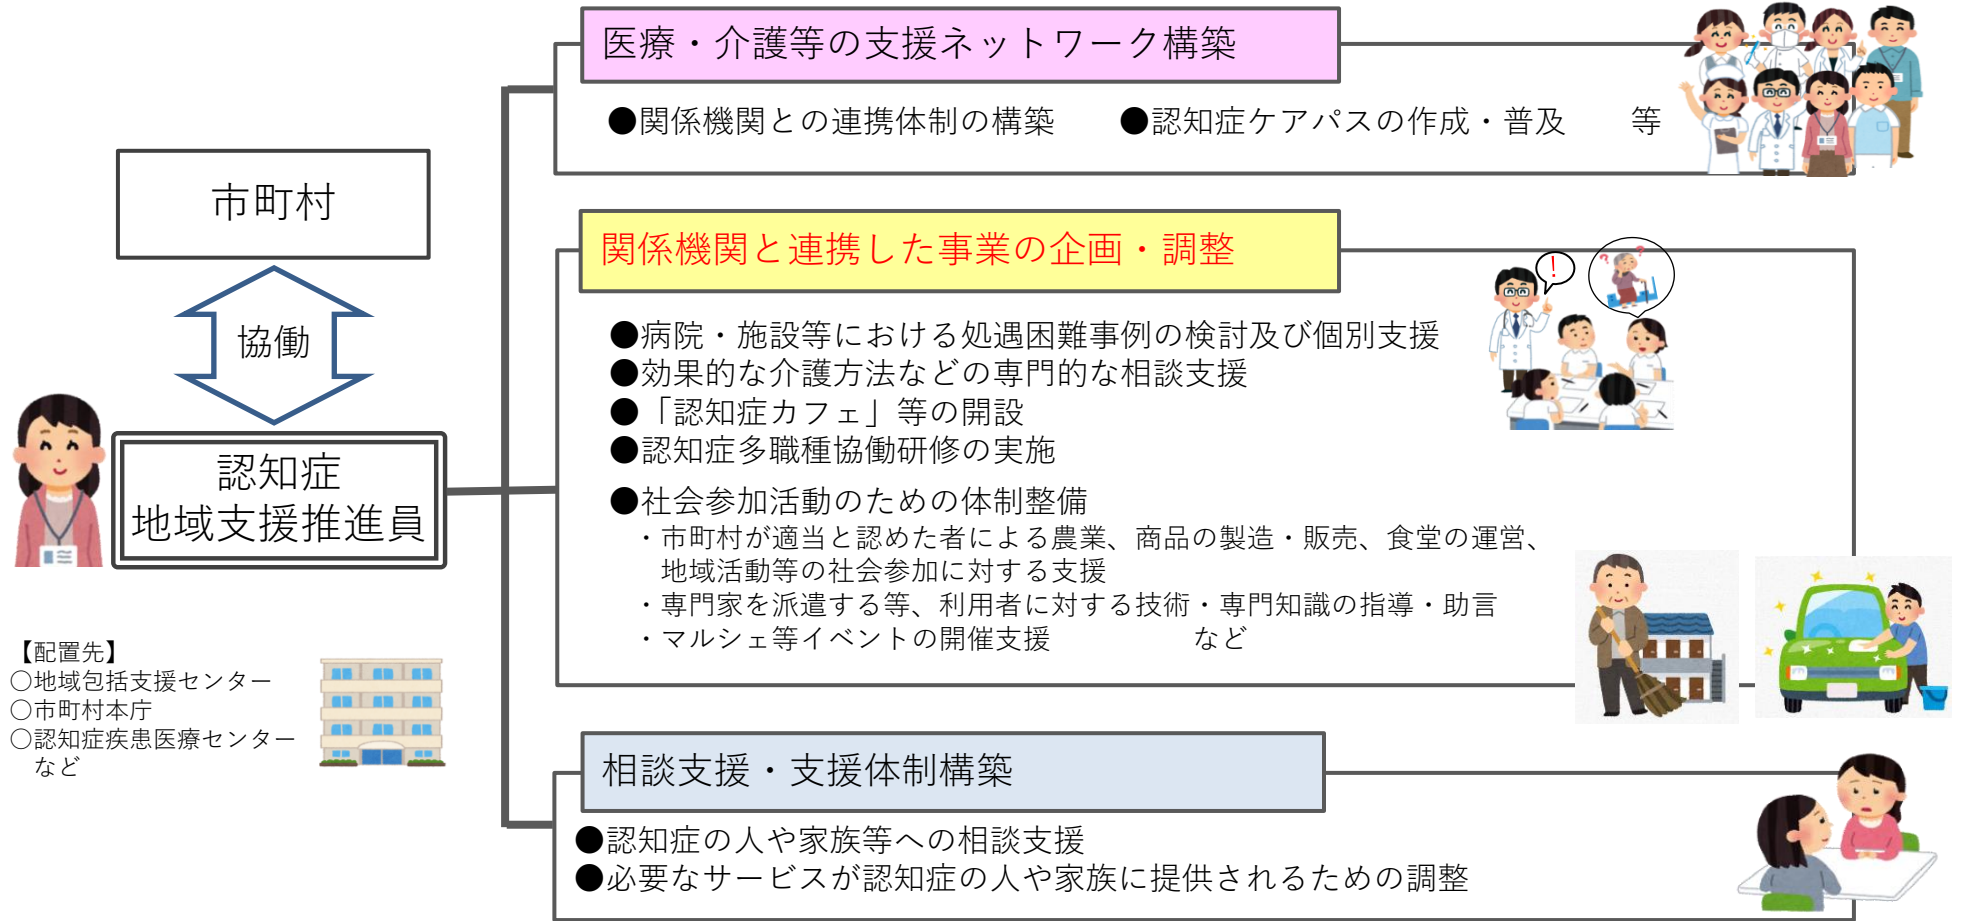 医療・介護等の支援ネットワーク構築
●関係機関との連携体制の構築　　●認知症ケアパスの作成・普及　　等
市町村
協働
認知症
地域支援推進員
【配置先】
○地域包括支援センター
○市町村本庁
○認知症疾患医療センター
など
関係機関と連携した事業の企画・調整
！
？ ？
●病院・施設等における処遇困難事例の検討及び個別支援
●効果的な介護方法などの専門的な相談支援
●「認知症カフェ」等の開設
●認知症多職種協働研修の実施
●社会参加活動のための体制整備
・市町村が適当と認めた者による農業、商品の製造・販売、食堂の運営、
地域活動等の社会参加に対する支援
・専門家を派遣する等、利用者に対する技術・専門知識の指導・助言
・マルシェ等イベントの開催支援　　　　　　など
相談支援・支援体制構築
●認知症の人や家族等への相談支援
●必要なサービスが認知症の人や家族に提供されるための調整